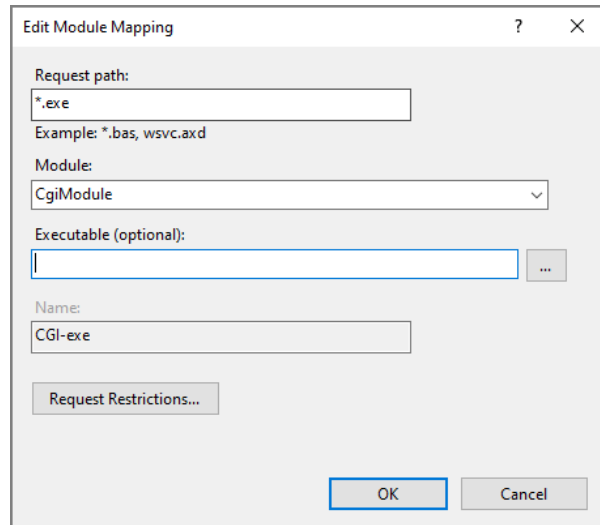 Edit Module Mapping ?
Request path:
*.exe
Example: *.bas, wsvc.axd
Module:
CgiModule
Executable (optional):
...
Name:
CGI-exe
Request Restrictions...
OK Cancel